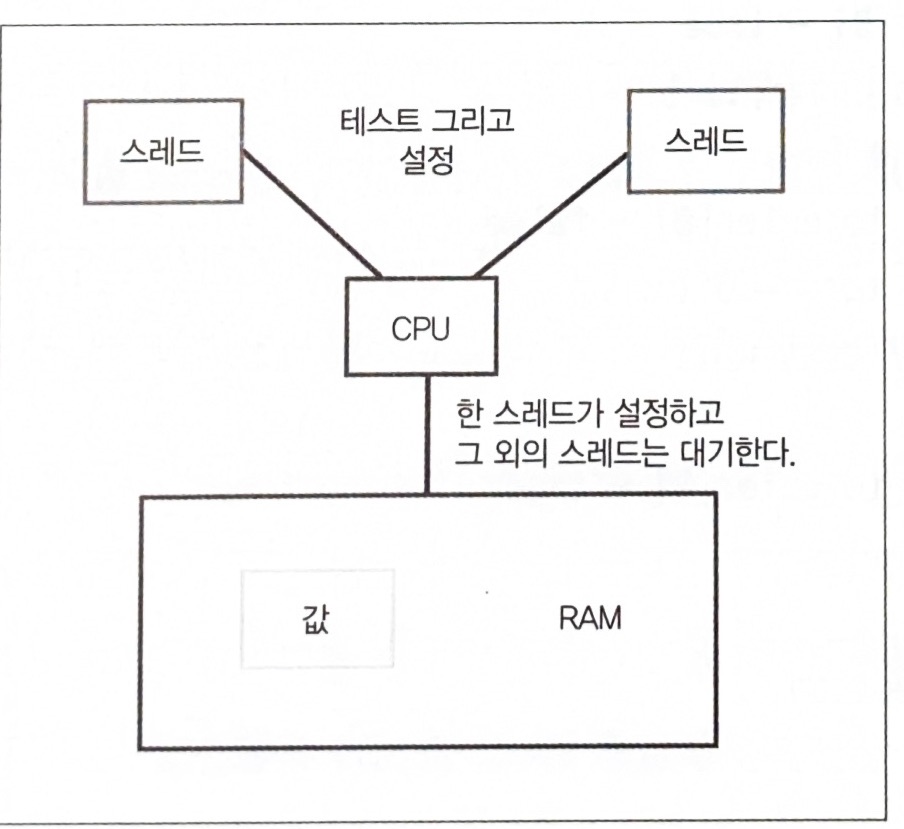 스레드
테스트 그리고
설정
스레드
CPU
한 스레드가 설정하고
그 외의 스레드는 대기한다.
값
RAM